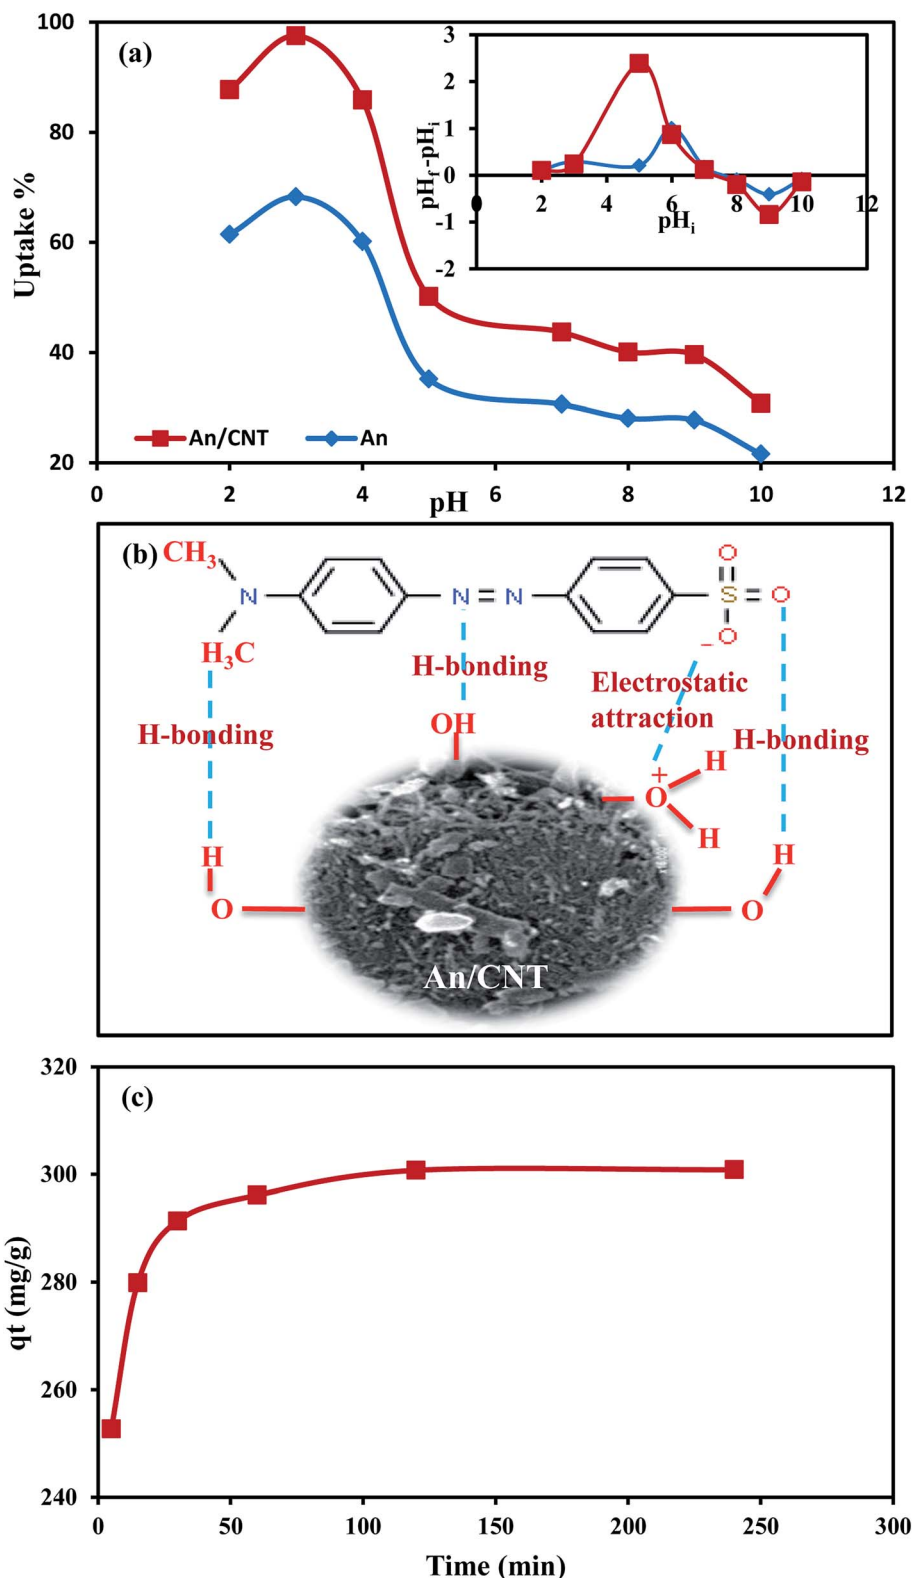 (a)
100
80
60
40
20
Uptake %
0
2
4
6
8
10
12
pH
An/CNT
An
3
2
1
0
-1
-2
pHf-pHi
0
2
4
6
8
10
12
pHi
(b)
CH3
N
N
N
S
O
O
O
−
H3C
H-bonding
Electrostatic
attraction
OH
H-bonding
H-bonding
H
+
O
H
H
H
O
O
An/CNT
(c)
320
300
280
260
240
qt (mg/g)
0
50
100
150
200
250
300
Time (min)